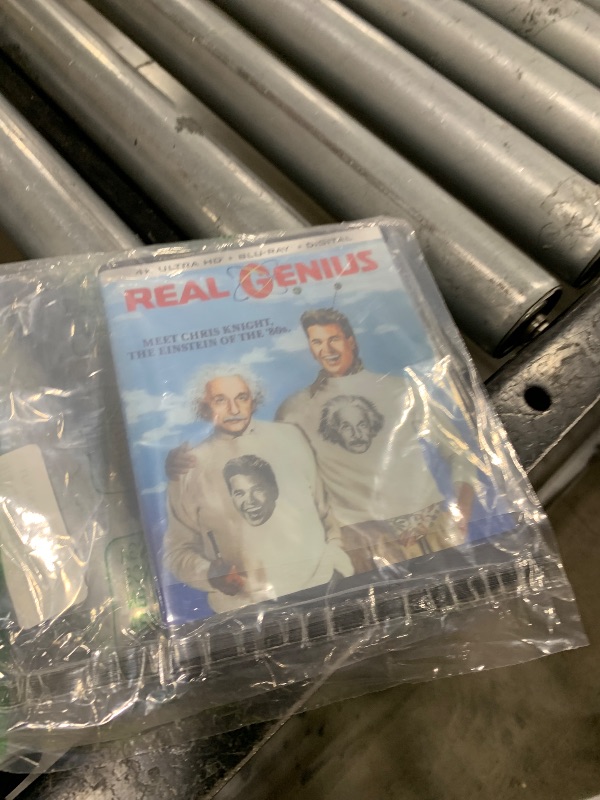 4K ULTRA HD • BLU-RAY • DIGITAL
REAL GENIUS
MEET CHRIS KNIGHT,
THE EINSTEIN OF THE '80s.